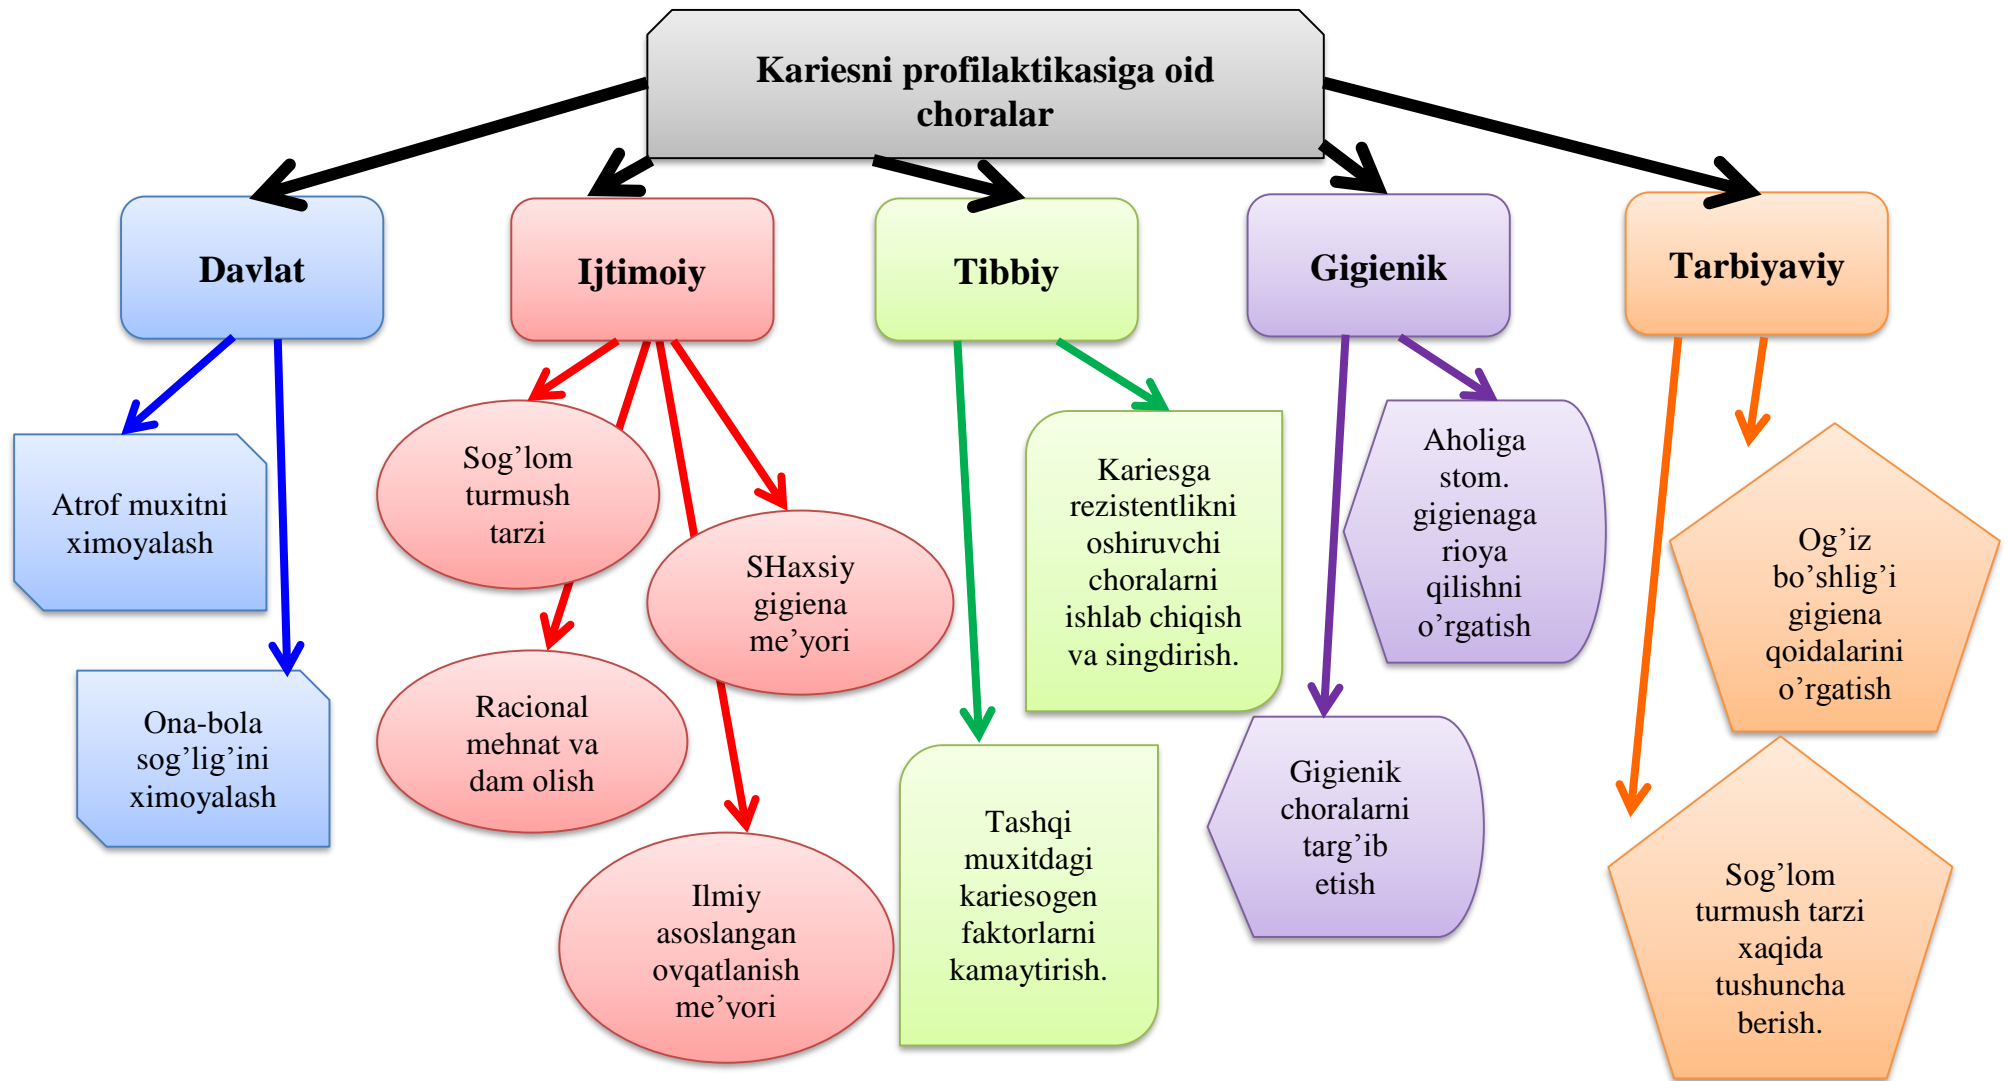 Kariesni profilaktikasiga oid
choralar
Davlat
Ijtimoiy
Tibbiy
Gigienik
Tarbiyaviy
Atrof muxitni
ximoyalash
Ona-bola
sog’lig’ini
ximoyalash
Sog’lom
turmush
tarzi
SHaxsiy
gigiena
me’yori
Racional
mehnat va
dam olish
Ilmiy
asoslangan
ovqatlanish
me’yori
Kariesga
rezistentlikni
oshiruvchi
choralarni
ishlab chiqish
va singdirish.
Tashqi
muxitdagi
kariesogen
faktorlarni
kamaytirish.
Aholiga
stom.
gigienaga
rioya
qilishni
o’rgatish
Gigienik
choralarni
targ’ib
etish
Og’iz
bo’shlig’i
gigiena
qoidalarini
o’rgatish
Sog’lom
turmush tarzi
xaqida
tushuncha
berish.